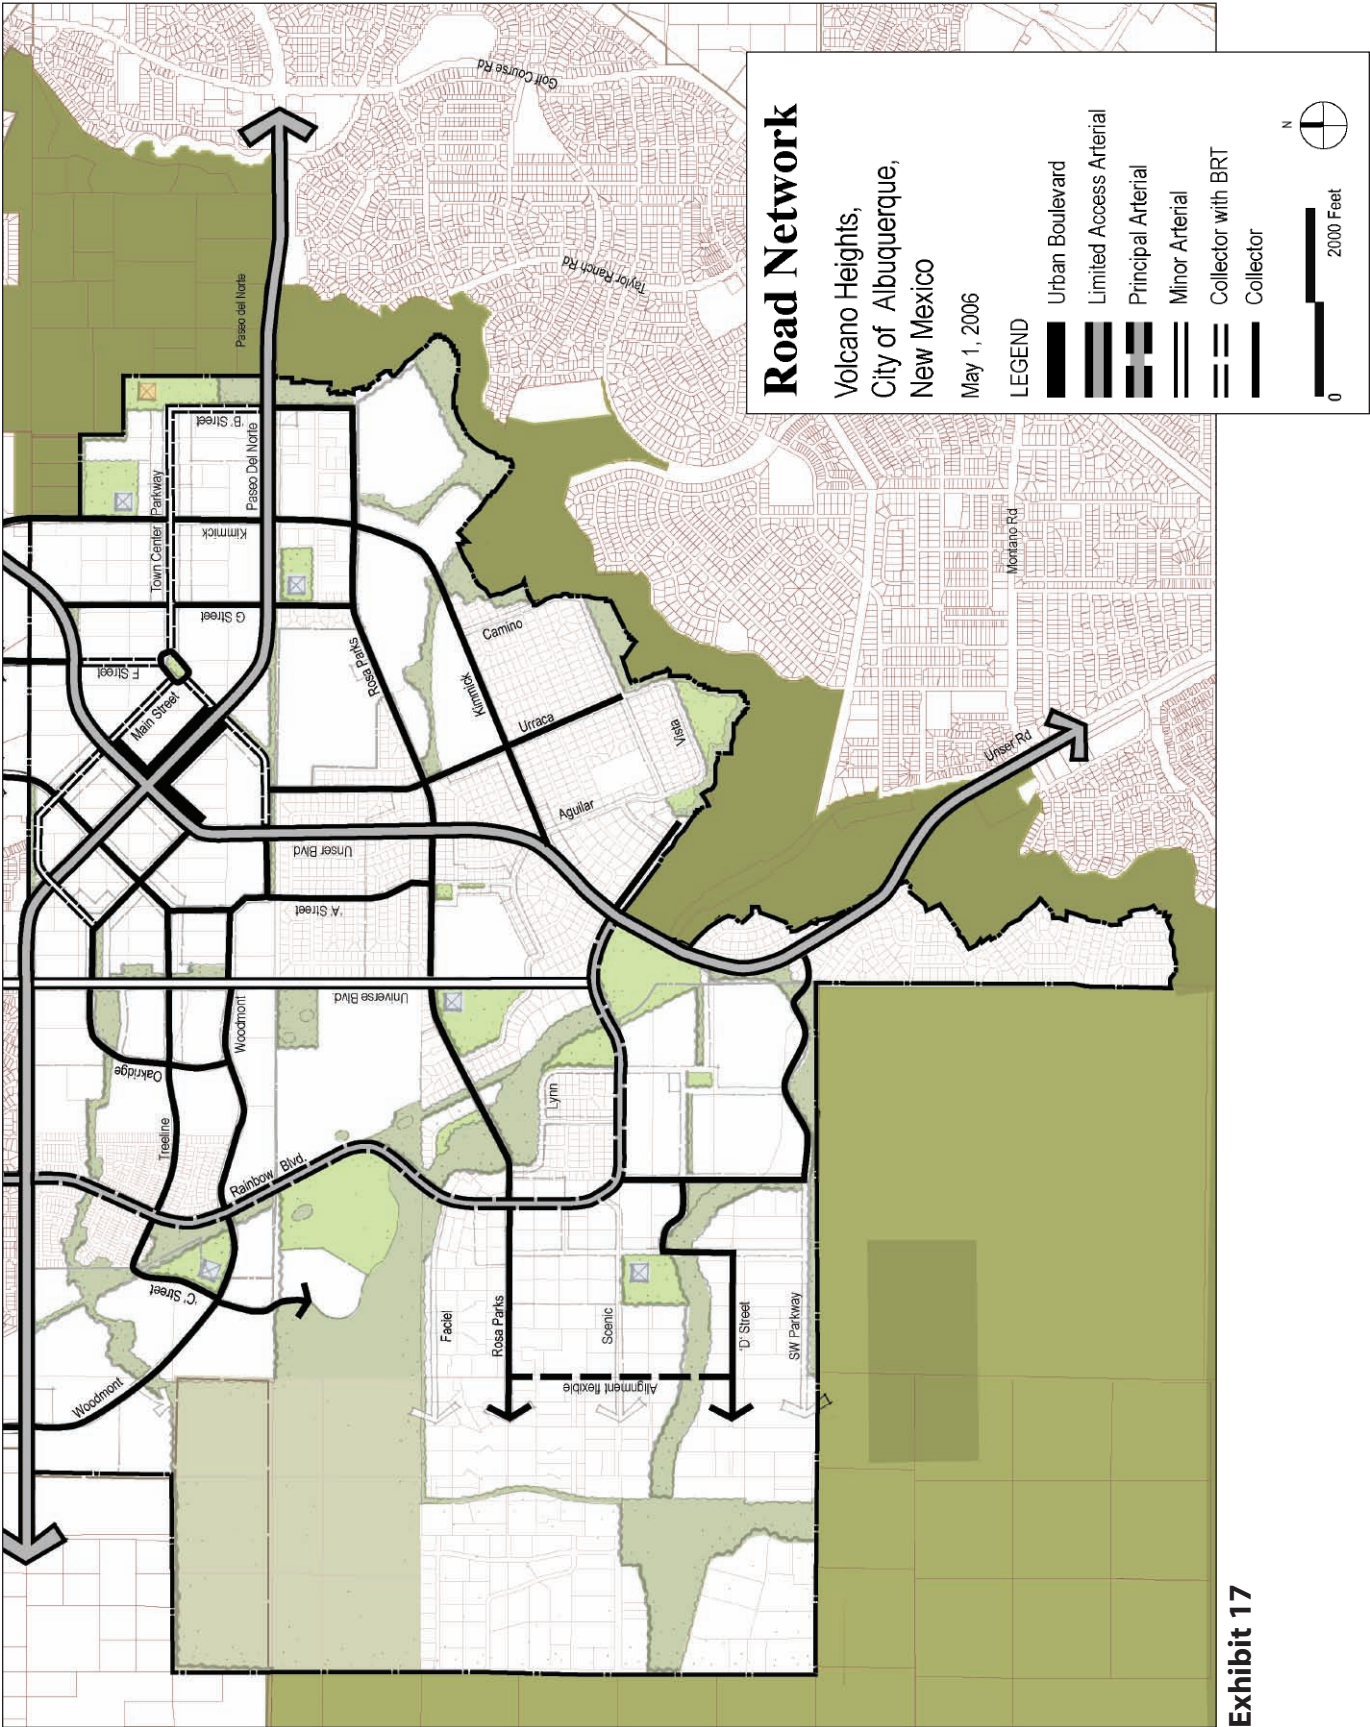 Road Network
Volcano Heights,
City of Albuquerque,
New Mexico
May 1, 2006
LEGEND
Urban Boulevard
Limited Access Arterial
Principal Arterial
Minor Arterial
Collector with BRT
Collector
0
2000 Feet
N
Golf Course Rd
Taylor Ranch Rd
Montano Rd
Unser Rd
Paseo del Norte
'B' Street
Paseo Del Norte
Town Center Parkway
Kimmick
G Street
F Street
Main Street
Rosa Parks
Camino
Kimmick
Urraca
Vista
Aguilar
Unser Blvd
'A' Street
Universe Blvd.
Woodmont
Oakridge
Treeline
Rainbow Blvd.
Lynn
'C' Street
Woodmont
Faciel
Rosa Parks
Scenic
Alignment flexible
'D' Street
SW Parkway
Exhibit 17